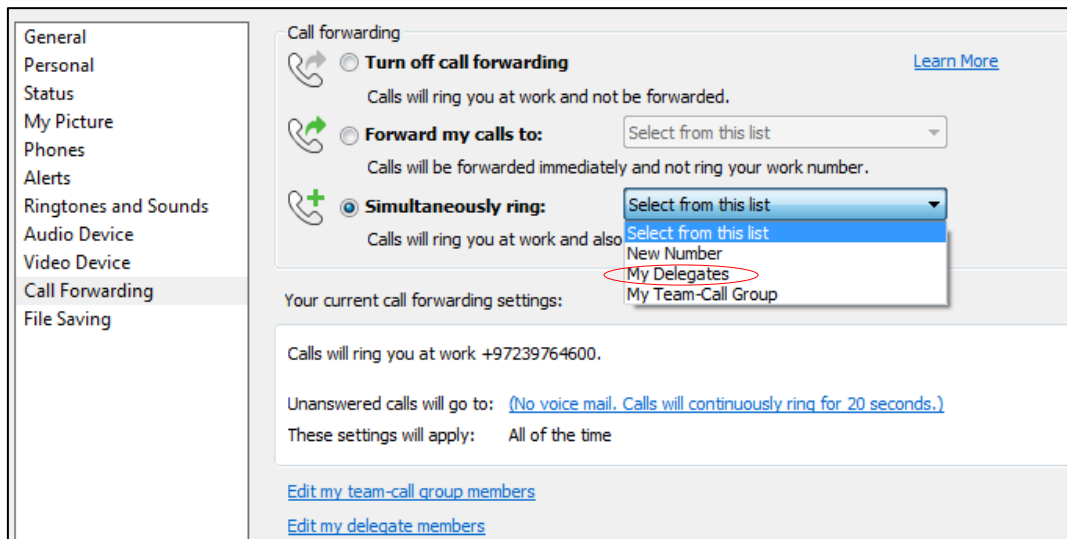 General
Personal
Status
My Picture
Phones
Alerts
Ringtones and Sounds
Audio Device
Video Device
Call Forwarding
File Saving
Call forwarding
Turn off call forwarding
Learn More
Calls will ring you at work and not be forwarded.
Forward my calls to:
Select from this list
Calls will be forwarded immediately and not ring your work number.
Simultaneously ring:
Select from this list
Calls will ring you at work and also
Select from this list
New Number
My Delegates
My Team-Call Group
Your current call forwarding settings:
Calls will ring you at work +97239764600.
Unanswered calls will go to: (No voice mail. Calls will continuously ring for 20 seconds.)
These settings will apply: All of the time
Edit my team-call group members
Edit my delegate members